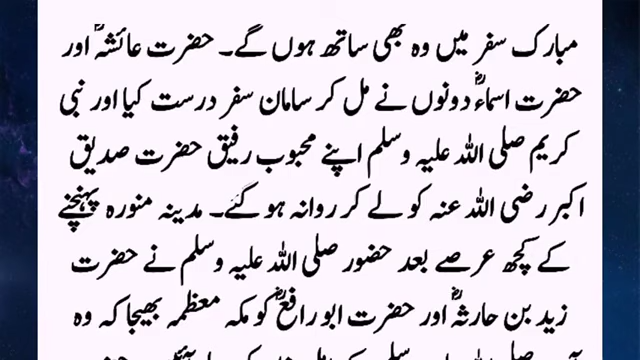 مبارک سفر میں وہ بھی ساتھ ہوں گے۔ حضرت عائشہؓ اور
حضرت اسماءؓ دونوں نے مل کر سامان سفر درست کیا اور نبی
کریم صلی اللہ علیہ وسلم اپنے محبوب رفیق حضرت صدیق
اکبر رضی اللہ عنہ کو لے کر روانہ ہو گئے۔ مدینہ منورہ پہنچنے
کے کچھ عرصے بعد حضور صلی اللہ علیہ وسلم نے حضرت
زید بن حارثہؓ اور حضرت ابو رافعؓ کو مکہ معظمہ بھیجا کہ وہ